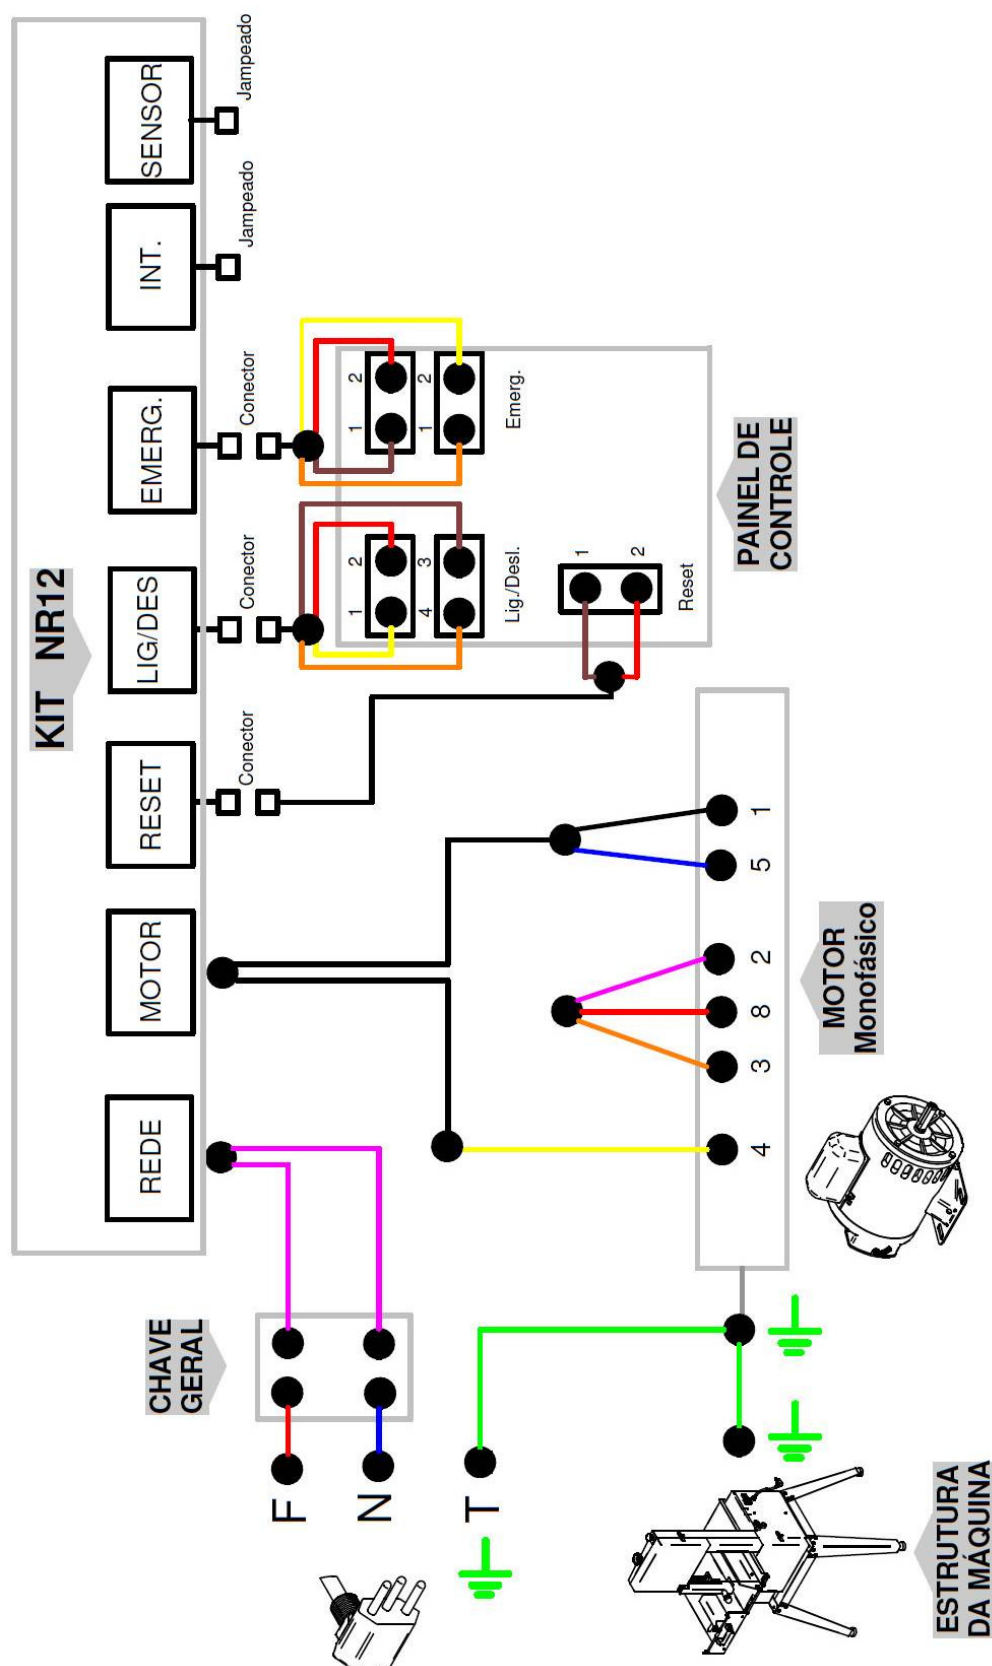 KIT NR12
REDE
MOTOR
RESET
LIG/DES
EMERG.
INT.
SENSOR
Conector
Conector
Conector
Jampeado
Jampeado
CHAVE
GERAL
F
N
T
1
2
4
3
Lig./Desl.
1
2
1
2
Emerg.
1
2
Reset
PAINEL DE
CONTROLE
4
3
8
2
5
1
MOTOR
Monofásico
ESTRUTURA
DA MÁQUINA